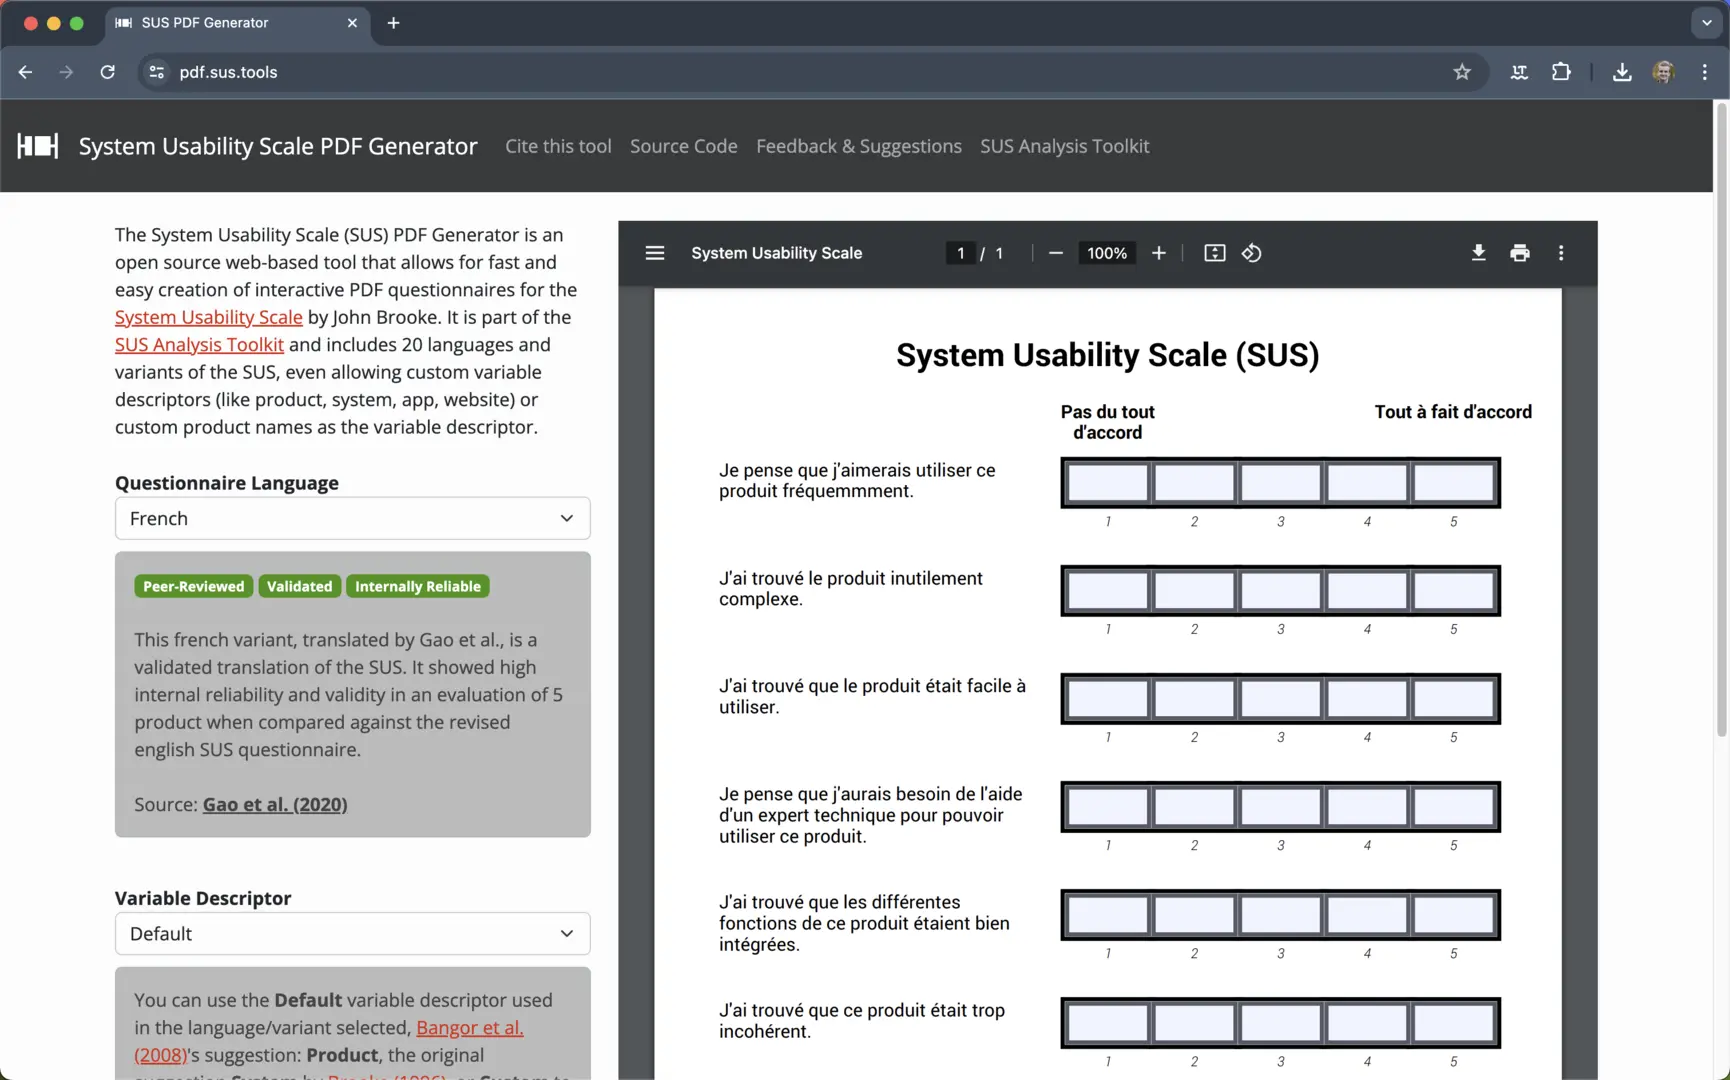 SUS PDF Generator
pdf.sus.tools
System Usability Scale PDF Generator
Cite this tool
Source Code
Feedback & Suggestions
SUS Analysis Toolkit
The System Usability Scale (SUS) PDF Generator is an
open source web-based tool that allows for fast and
easy creation of interactive PDF questionnaires for the
System Usability Scale by John Brooke. It is part of the
SUS Analysis Toolkit and includes 20 languages and
variants of the SUS, even allowing custom variable
descriptors (like product, system, app, website) or
custom product names as the variable descriptor.
Questionnaire Language
French
Peer-Reviewed Validated Internally Reliable
This french variant, translated by Gao et al., is a
validated translation of the SUS. It showed high
internal reliability and validity in an evaluation of 5
product when compared against the revised
english SUS questionnaire.
Source: Gao et al. (2020)
Variable Descriptor
Default
You can use the Default variable descriptor used
in the language/variant selected, Bangor et al.
(2008)'s suggestion: Product, the original
suggestion System by Brooke (1996), or Custom to
System Usability Scale
1 / 1
100%
System Usability Scale (SUS)
Pas du tout
d'accord
Tout à fait d'accord
Je pense que j'aimerais utiliser ce
produit fréquemmment.
1 2 3 4 5
J'ai trouvé le produit inutilement
complexe.
1 2 3 4 5
J'ai trouvé que le produit était facile à
utiliser.
1 2 3 4 5
Je pense que j'aurais besoin de l'aide
d'un expert technique pour pouvoir
utiliser ce produit.
1 2 3 4 5
J'ai trouvé que les différentes
fonctions de ce produit étaient bien
intégrées.
1 2 3 4 5
J'ai trouvé que ce produit était trop
incohérent.
1 2 3 4 5